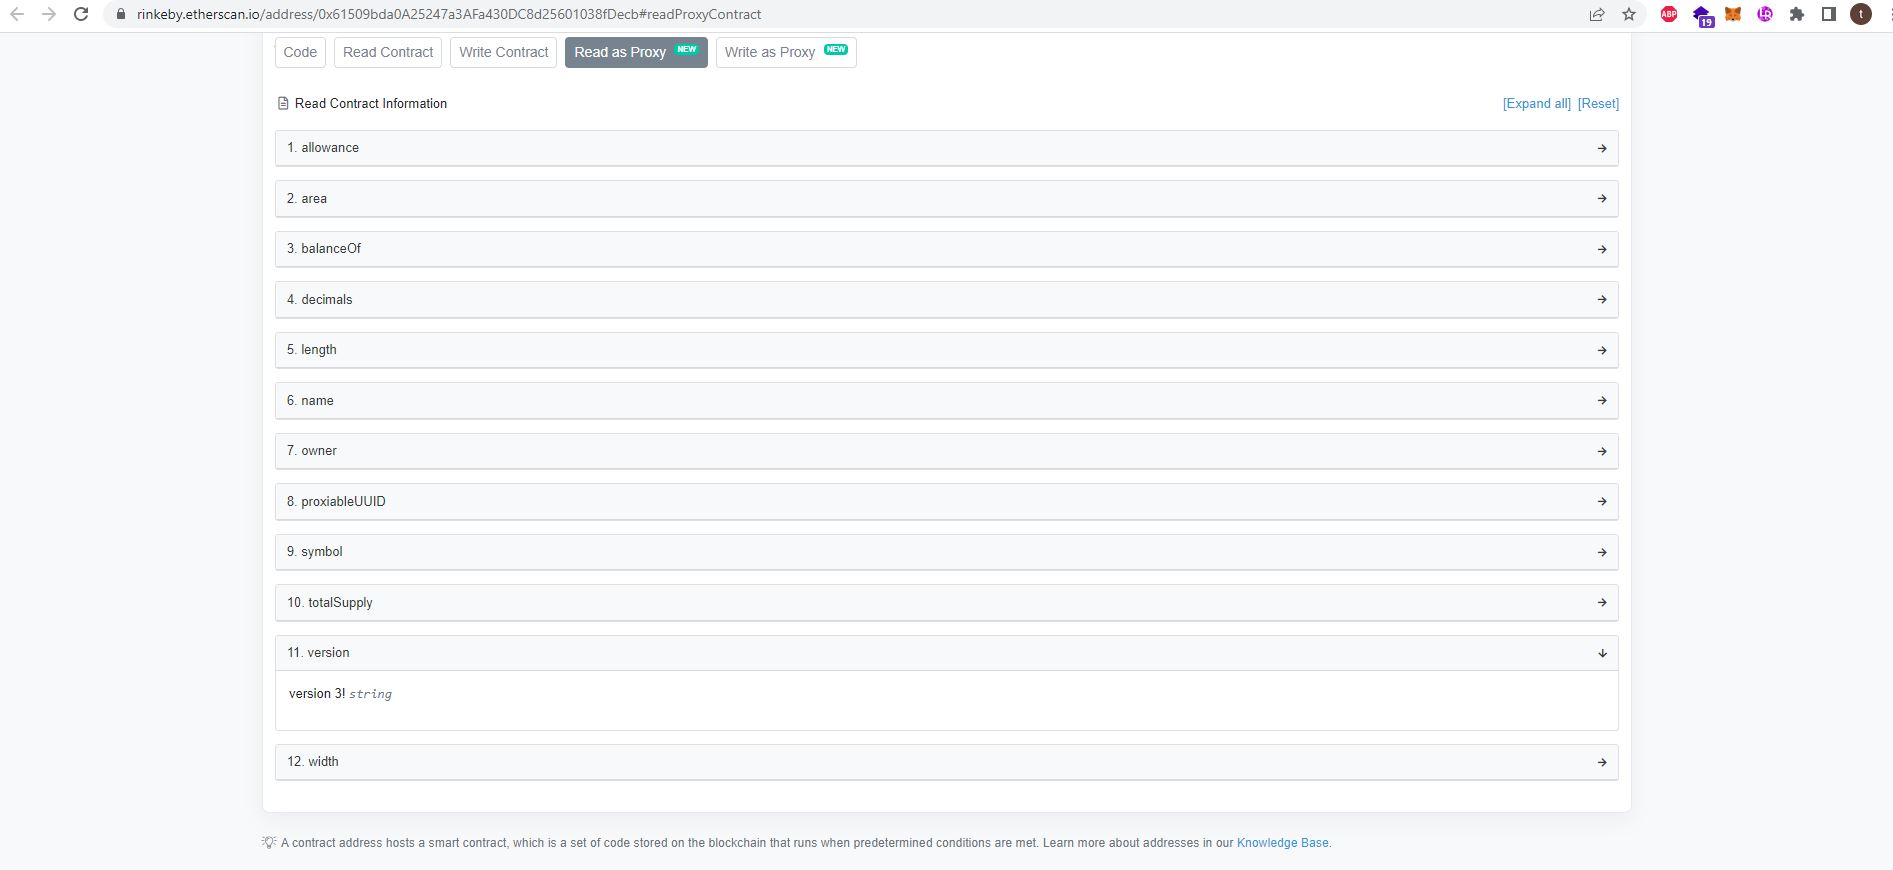 rinkeby.etherscan.io/address/0x61509bda0A25247a3AFa430DC8d25601038fDecb#readProxyContract
ABP
19
LR
t
Code Read Contract Write Contract Read as Proxy NEW Write as Proxy NEW
Read Contract Information [Expand all] [Reset]
1. allowance
2. area
3. balanceOf
4. decimals
5. length
6. name
7. owner
8. proxiableUUID
9. symbol
10. totalSupply
11. version
version 3! string
12. width
A contract address hosts a smart contract, which is a set of code stored on the blockchain that runs when predetermined conditions are met. Learn more about addresses in our Knowledge Base.